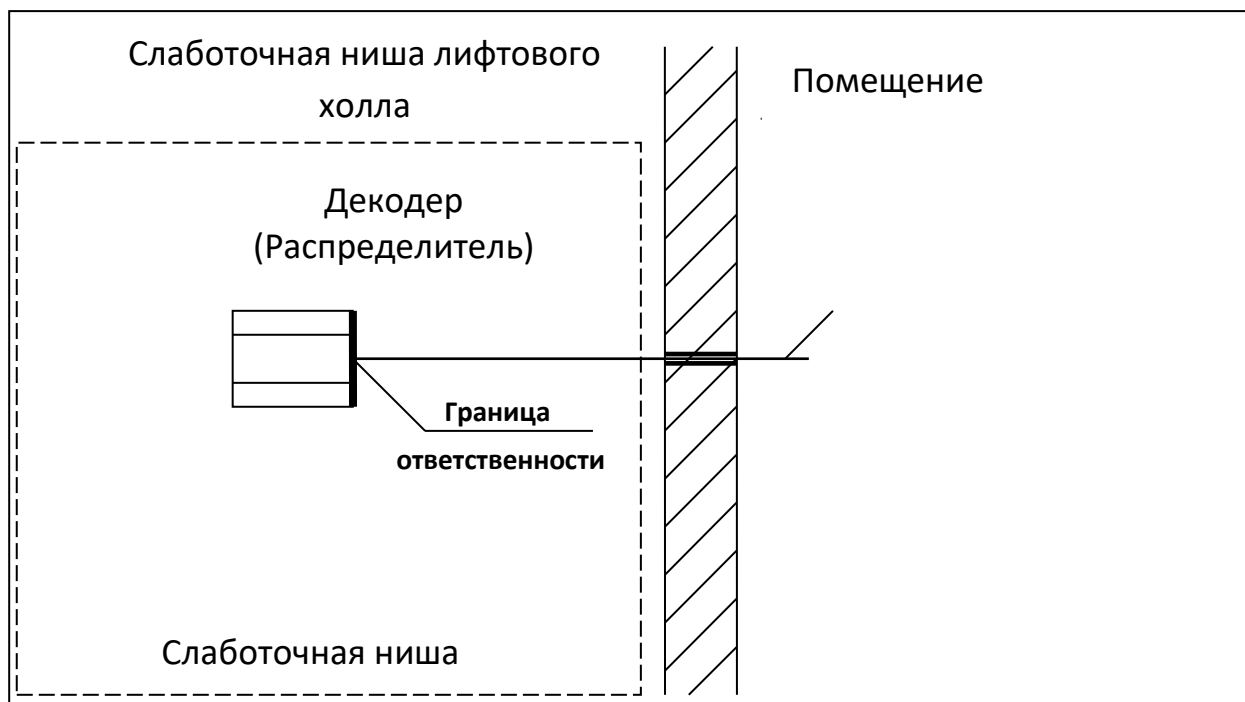 Слаботочная ниша лифтового
холла
Помещение
Декодер
(Распределитель)
Граница
ответственности
Слаботочная ниша